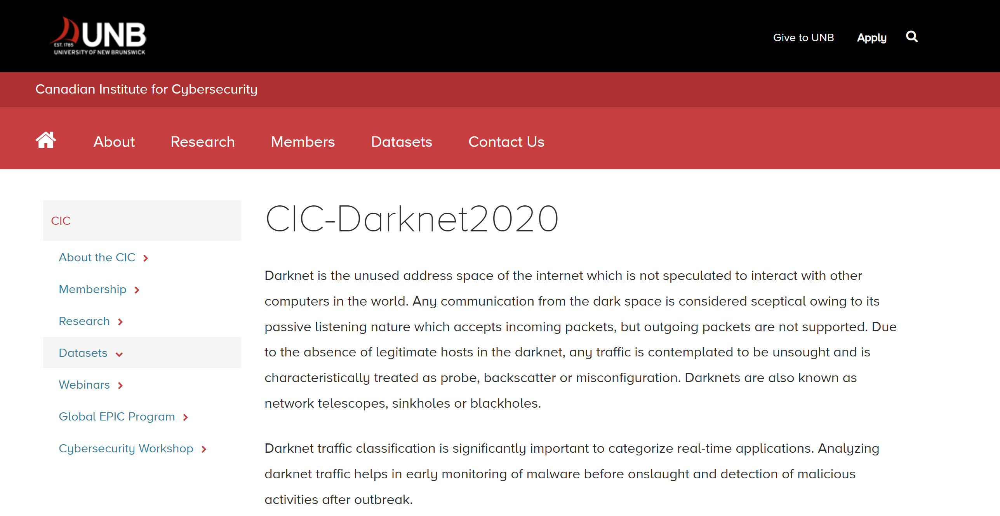 UNB
EST. 1785
UNIVERSITY OF NEW BRUNSWICK
Give to UNB
Apply
Canadian Institute for Cybersecurity
About
Research
Members
Datasets
Contact Us
CIC
About the CIC
Membership
Research
Datasets
Webinars
Global EPIC Program
Cybersecurity Workshop
CIC-Darknet2020
Darknet is the unused address space of the internet which is not speculated to interact with other
computers in the world. Any communication from the dark space is considered sceptical owing to its
passive listening nature which accepts incoming packets, but outgoing packets are not supported. Due
to the absence of legitimate hosts in the darknet, any traffic is contemplated to be unsought and is
characteristically treated as probe, backscatter or misconfiguration. Darknets are also known as
network telescopes, sinkholes or blackholes.
Darknet traffic classification is significantly important to categorize real-time applications. Analyzing
darknet traffic helps in early monitoring of malware before onslaught and detection of malicious
activities after outbreak.